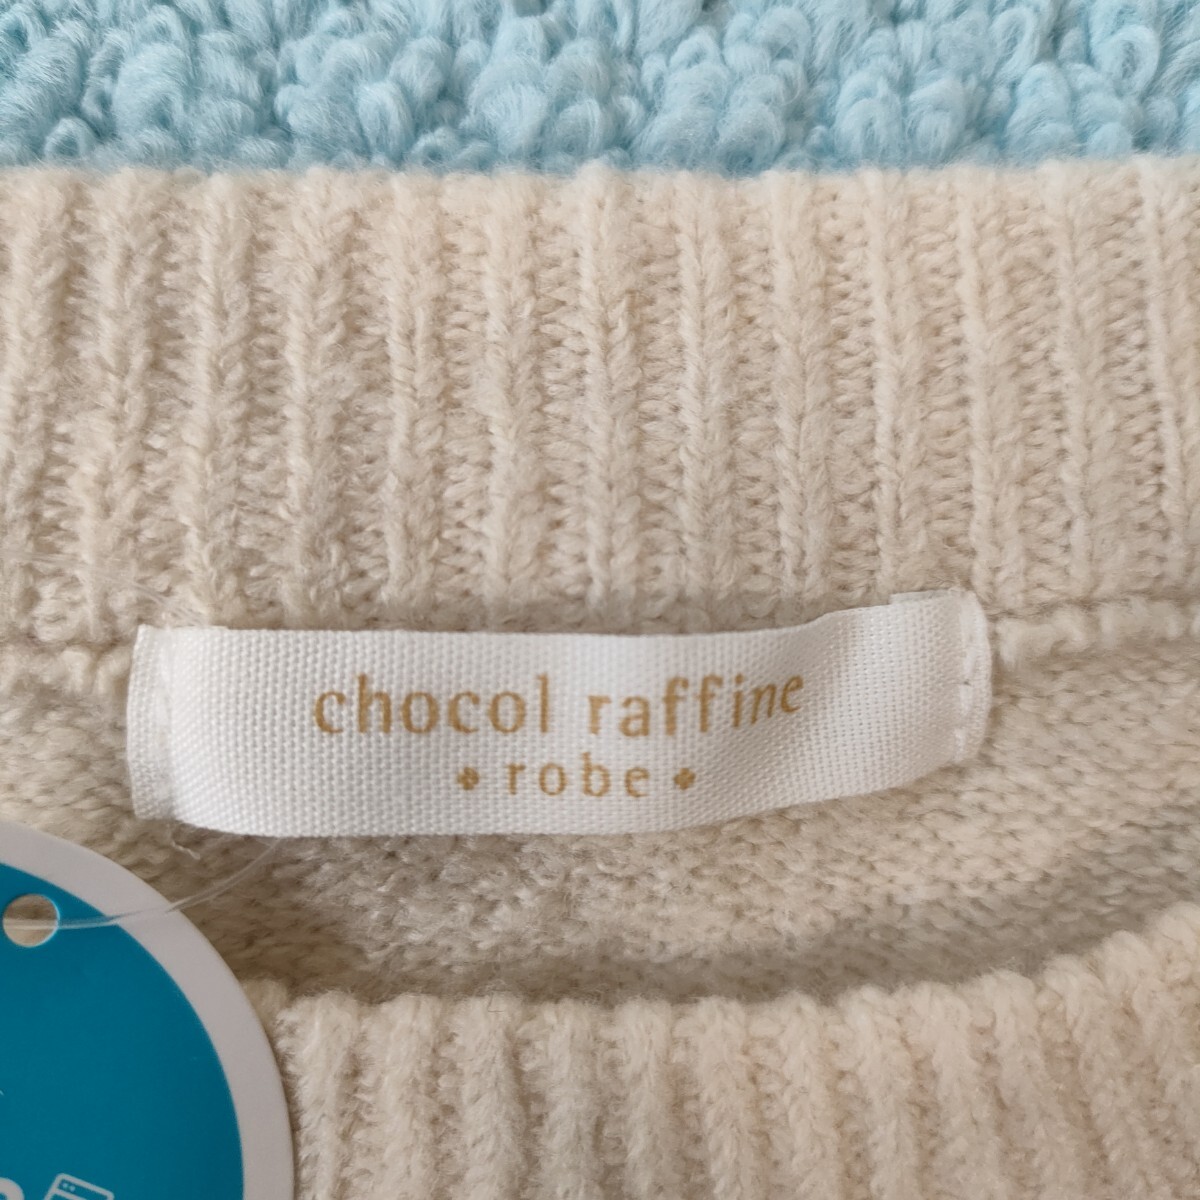 chocol raffine
robe